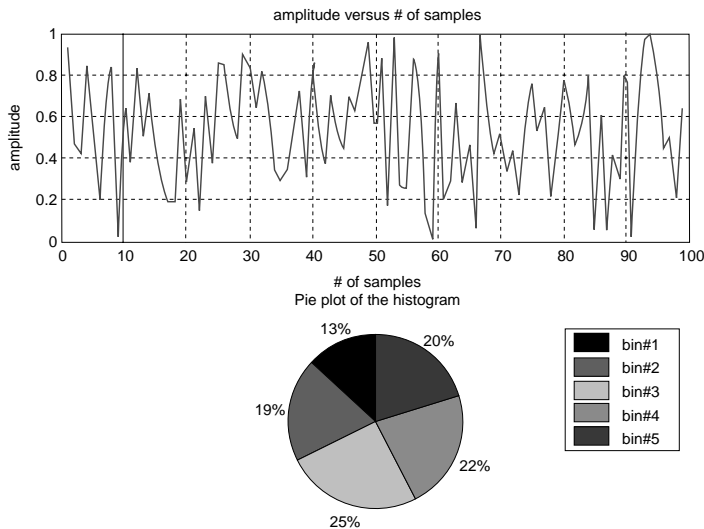 amplitude versus # of samples
1
0.8
0.6
0.4
0.2
0
amplitude
0 10 20 30 40 50 60 70 80 90 100
# of samples
Pie plot of the histogram
13%
20%
19%
22%
25%
bin#1
bin#2
bin#3
bin#4
bin#5